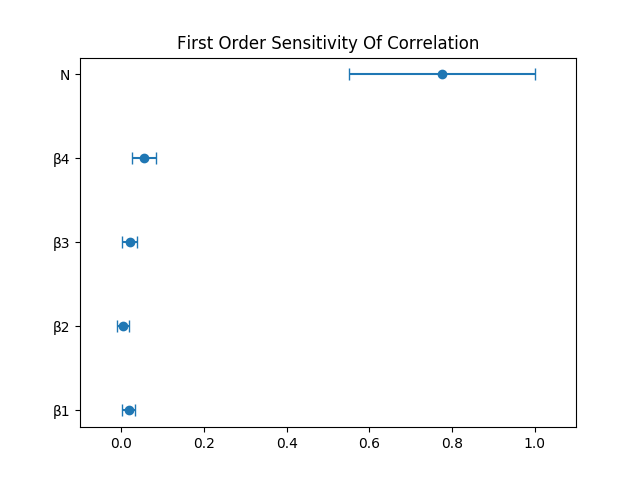 First Order Sensitivity Of Correlation
N
β4
β3
β2
β1
0.0 0.2 0.4 0.6 0.8 1.0